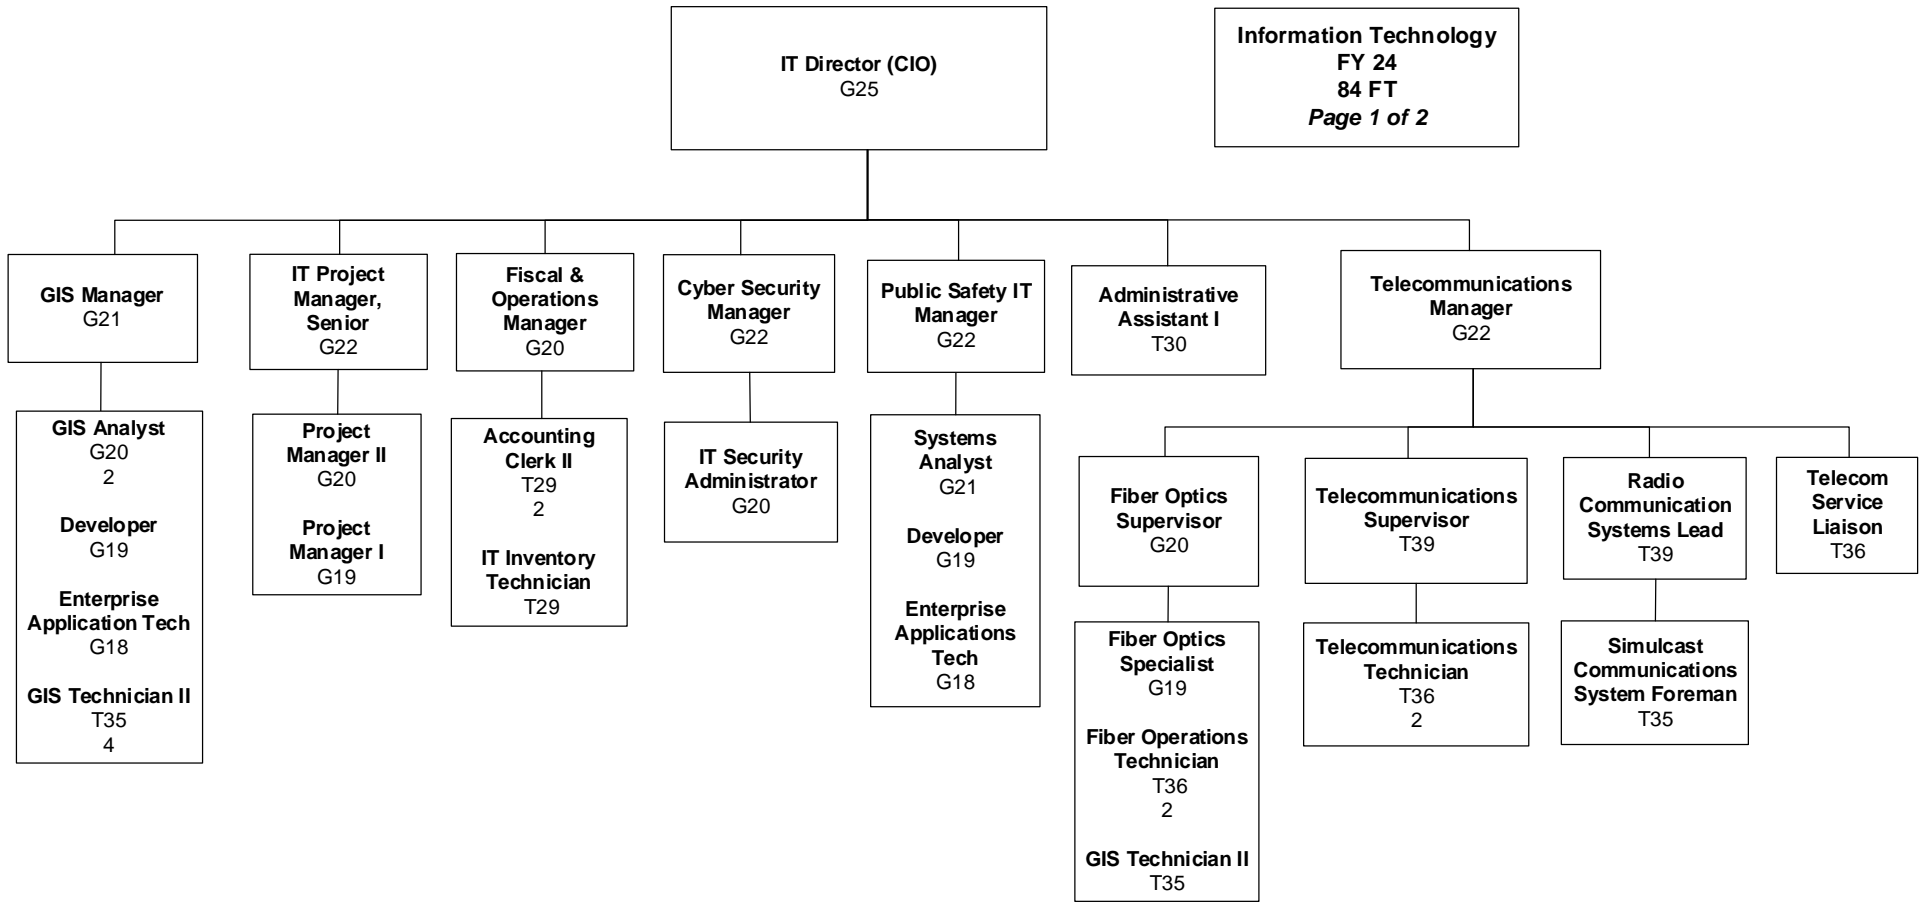 IT Director (CIO)
G25
Information Technology
FY 24
84 FT
Page 1 of 2
GIS Manager
G21
IT Project
Manager,
Senior
G22
Fiscal &
Operations
Manager
G20
Cyber Security
Manager
G22
Public Safety IT
Manager
G22
Administrative
Assistant I
T30
Telecommunications
Manager
G22
GIS Analyst
G20
2
Developer
G19
Enterprise
Application Tech
G18
GIS Technician II
T35
4
Project
Manager II
G20
Project
Manager I
G19
Accounting
Clerk II
T29
2
IT Inventory
Technician
T29
IT Security
Administrator
G20
Systems
Analyst
G21
Developer
G19
Enterprise
Applications
Tech
G18
Fiber Optics
Supervisor
G20
Telecommunications
Supervisor
T39
Radio
Communication
Systems Lead
T39
Telecom
Service
Liaison
T36
Fiber Optics
Specialist
G19
Fiber Operations
Technician
T36
2
GIS Technician II
T35
Telecommunications
Technician
T36
2
Simulcast
Communications
System Foreman
T35